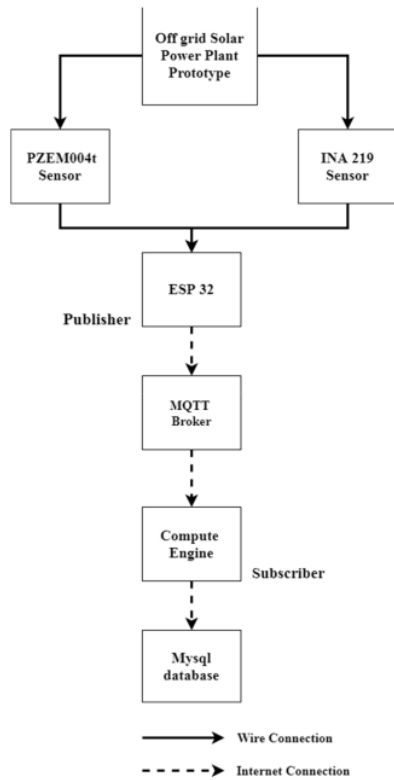 Off grid Solar
Power Plant
Prototype
PZEM004t
Sensor
INA 219
Sensor
ESP 32
Publisher
MQTT
Broker
Compute
Engine
Subscriber
Mysql
database
Wire Connection
Internet Connection